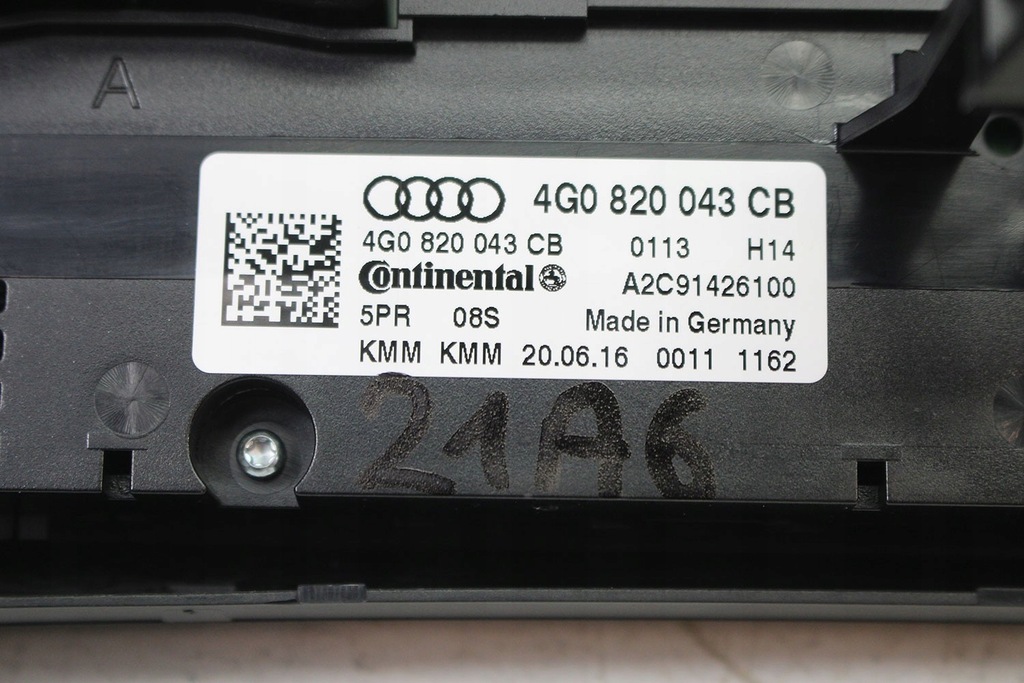 A
4G0 820 043 CB
4G0 820 043 CB 0113 H14
Continental A2C91426100
5PR 08S Made in Germany
KMM KMM 20.06.16 0011 1162
21A6